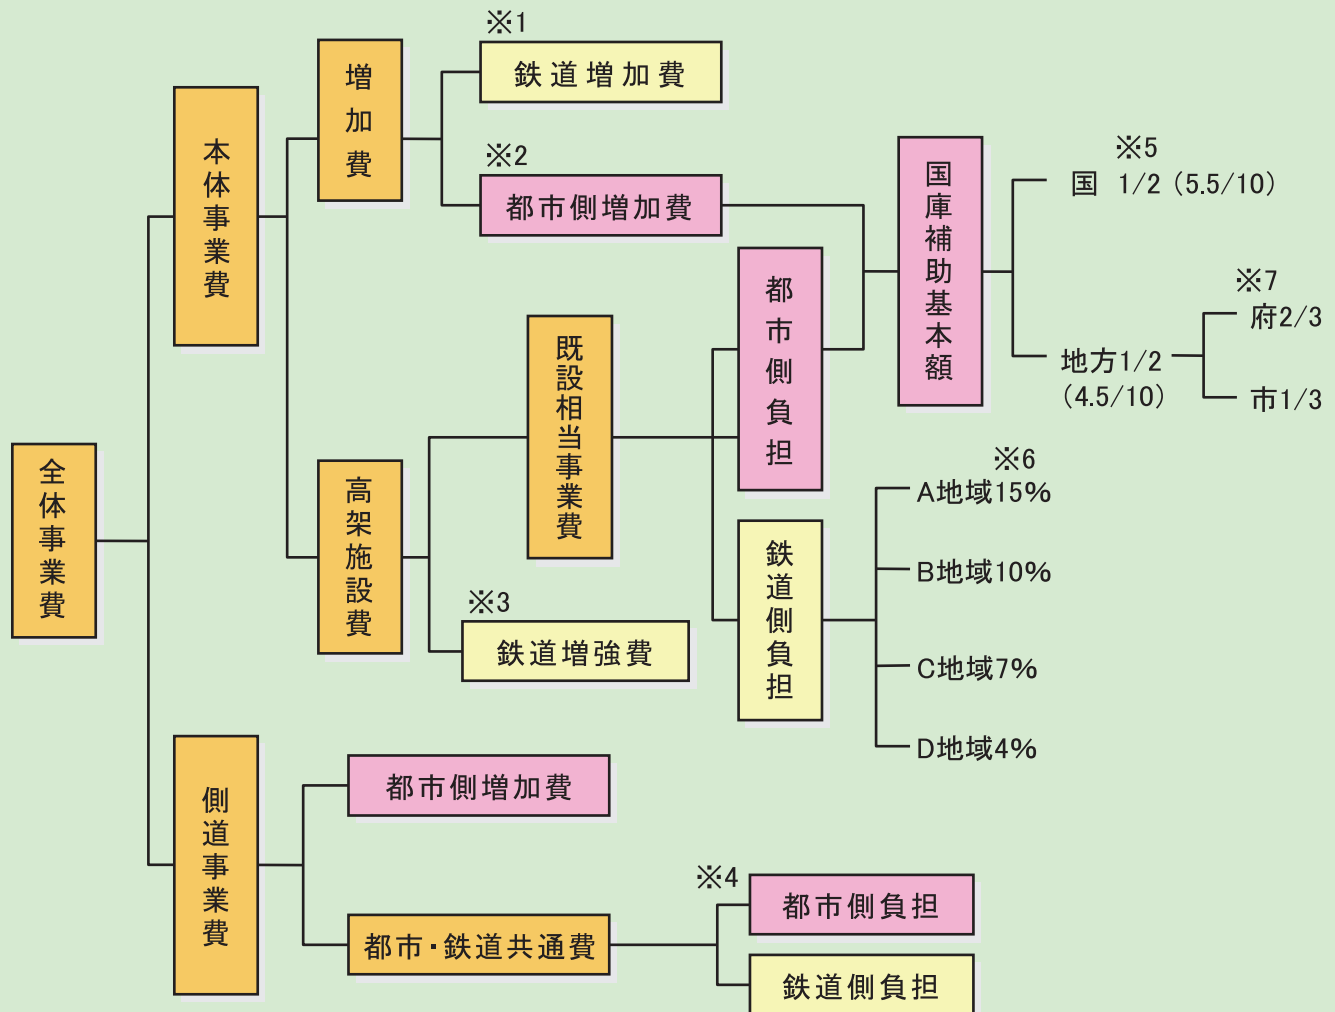 全体事業費
本体事業費
増加費
※1
鉄道増加費
※2
都市側増加費
高架施設費
既設相当事業費
都市側負担
国庫補助基本額
※5
国 1/2(5.5/10)
地方1/2
(4.5/10)
※7
府2/3
市1/3
鉄道側負担
※6
A地域15%
B地域10%
C地域7%
D地域4%
※3
鉄道増強費
側道事業費
都市側増加費
都市・鉄道共通費
※4
都市側負担
鉄道側負担